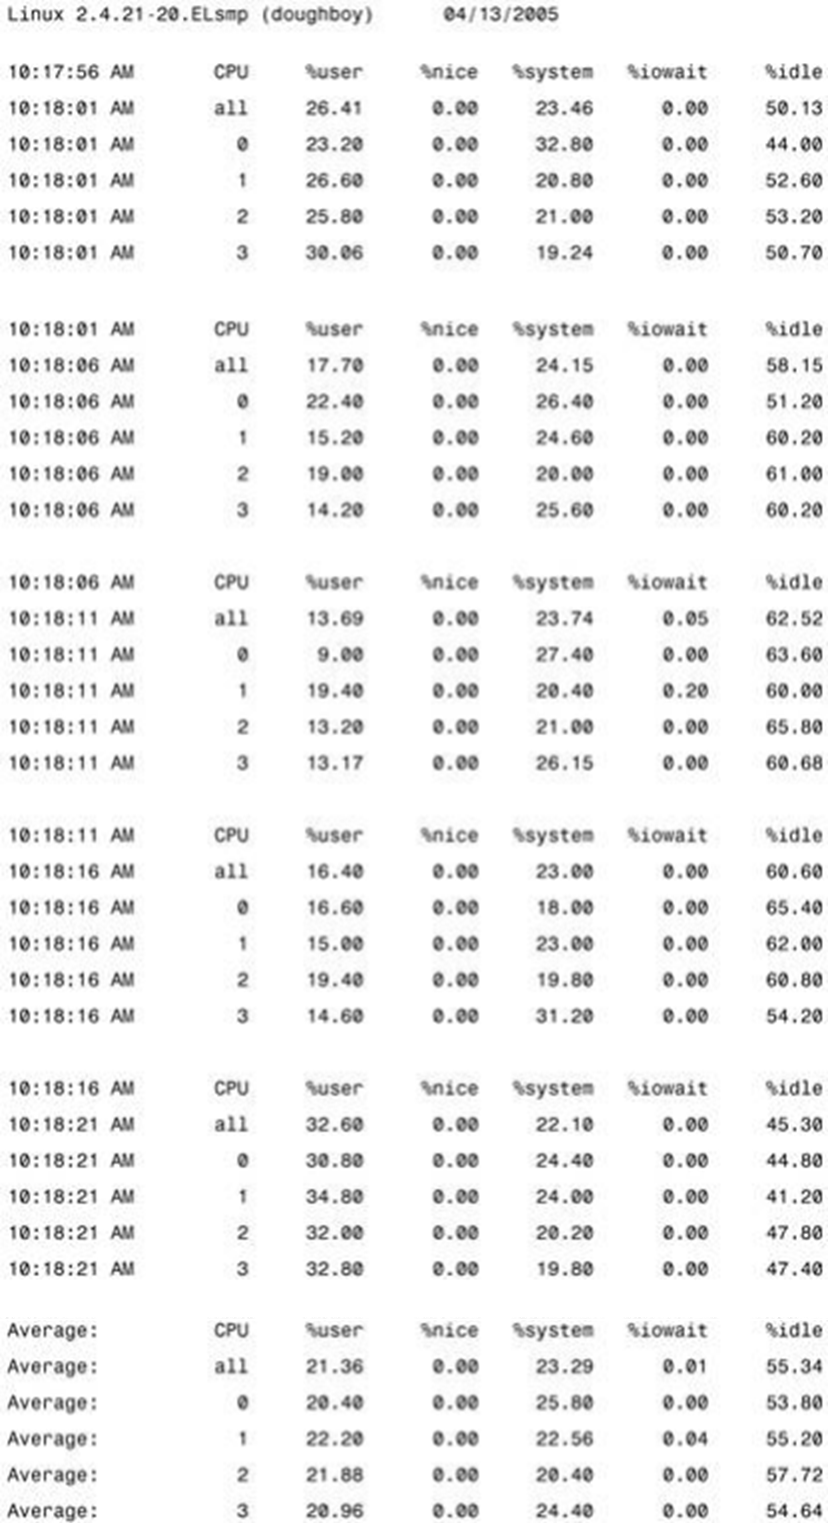 Linux 2.4.21-20.ELsmp (doughboy) 04/13/2005
10:17:56 AM CPU %user %nice %system %iowait %idle
10:18:01 AM all 26.41 0.00 23.46 0.00 50.13
10:18:01 AM 0 23.20 0.00 32.80 0.00 44.00
10:18:01 AM 1 26.60 0.00 20.80 0.00 52.60
10:18:01 AM 2 25.80 0.00 21.00 0.00 53.20
10:18:01 AM 3 30.06 0.00 19.24 0.00 50.70
10:18:01 AM CPU %user %nice %system %iowait %idle
10:18:06 AM all 17.70 0.00 24.15 0.00 58.15
10:18:06 AM 0 22.40 0.00 26.40 0.00 51.20
10:18:06 AM 1 15.20 0.00 24.60 0.00 60.20
10:18:06 AM 2 19.00 0.00 20.00 0.00 61.00
10:18:06 AM 3 14.20 0.00 25.60 0.00 60.20
10:18:06 AM CPU %user %nice %system %iowait %idle
10:18:11 AM all 13.69 0.00 23.74 0.05 62.52
10:18:11 AM 0 9.00 0.00 27.40 0.00 63.60
10:18:11 AM 1 19.40 0.00 20.40 0.20 60.00
10:18:11 AM 2 13.20 0.00 21.00 0.00 65.80
10:18:11 AM 3 13.17 0.00 26.15 0.00 60.68
10:18:11 AM CPU %user %nice %system %iowait %idle
10:18:16 AM all 16.40 0.00 23.00 0.00 60.60
10:18:16 AM 0 16.60 0.00 18.00 0.00 65.40
10:18:16 AM 1 15.00 0.00 23.00 0.00 62.00
10:18:16 AM 2 19.40 0.00 19.80 0.00 60.80
10:18:16 AM 3 14.60 0.00 31.20 0.00 54.20
10:18:16 AM CPU %user %nice %system %iowait %idle
10:18:21 AM all 32.60 0.00 22.10 0.00 45.30
10:18:21 AM 0 30.80 0.00 24.40 0.00 44.80
10:18:21 AM 1 34.80 0.00 24.00 0.00 41.20
10:18:21 AM 2 32.00 0.00 20.20 0.00 47.80
10:18:21 AM 3 32.80 0.00 19.80 0.00 47.40
Average: CPU %user %nice %system %iowait %idle
Average: all 21.36 0.00 23.29 0.01 55.34
Average: 0 20.40 0.00 25.80 0.00 53.80
Average: 1 22.20 0.00 22.56 0.04 55.20
Average: 2 21.88 0.00 20.40 0.00 57.72
Average: 3 20.96 0.00 24.40 0.00 54.64